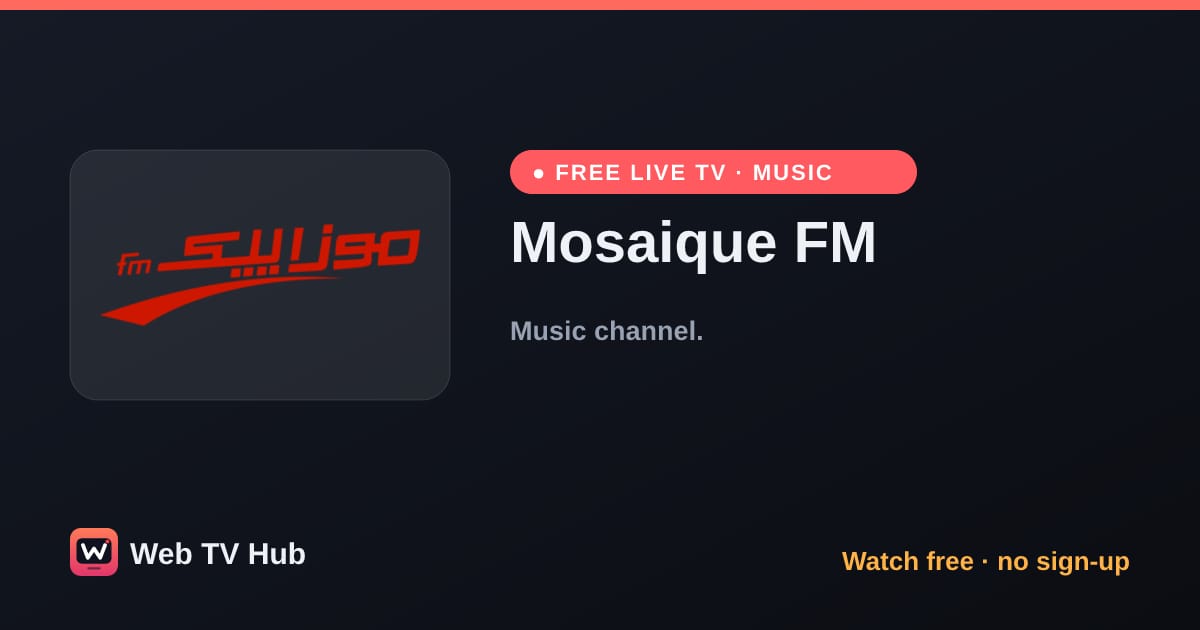 • FREE LIVE TV · MUSIC
Mosaique FM
موزاييك fm
Music channel.
W
Web TV Hub
Watch free · no sign-up